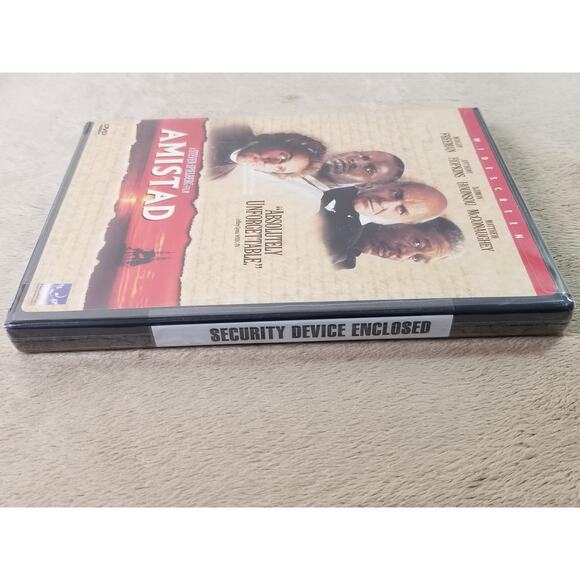 WIDESCREEN
MORGAN FREEMAN
ANTHONY HOPKINS
DJIMON HOUNSOU
MATTHEW McCONAUGHEY
"ABSOLUTELY
UNFORGETTABLE."
A STEVEN SPIELBERG FILM
AMISTAD
DVD
SECURITY DEVICE ENCLOSED